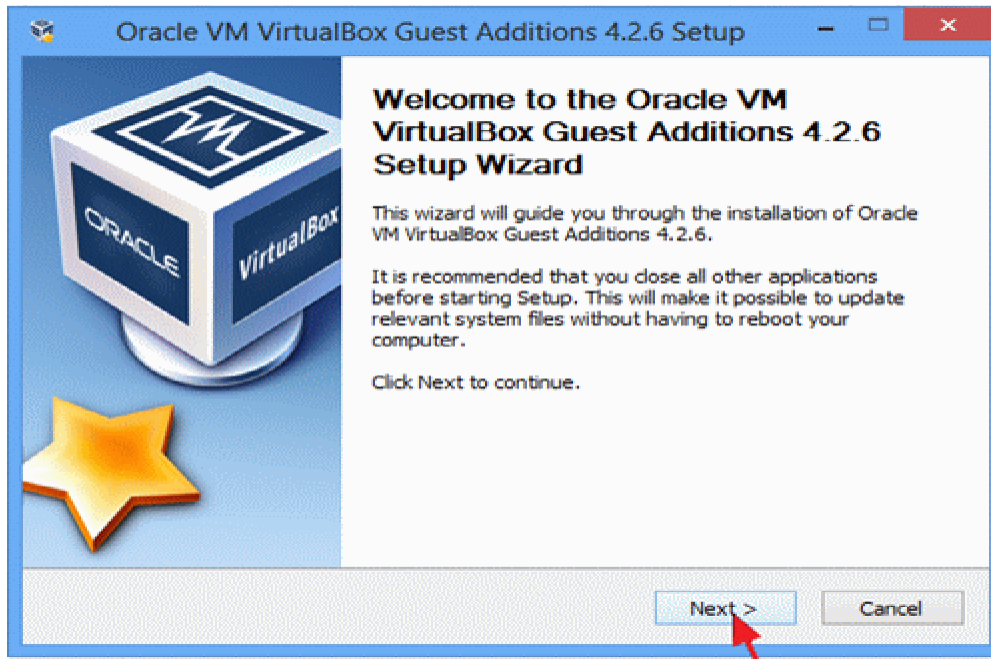 Oracle VM VirtualBox Guest Additions 4.2.6 Setup
Welcome to the Oracle VM
VirtualBox Guest Additions 4.2.6
Setup Wizard
This wizard will guide you through the installation of Oracle
VM VirtualBox Guest Additions 4.2.6.
It is recommended that you close all other applications
before starting Setup. This will make it possible to update
relevant system files without having to reboot your
computer.
Click Next to continue.
ORACLE
VirtualBox
Next >
Cancel